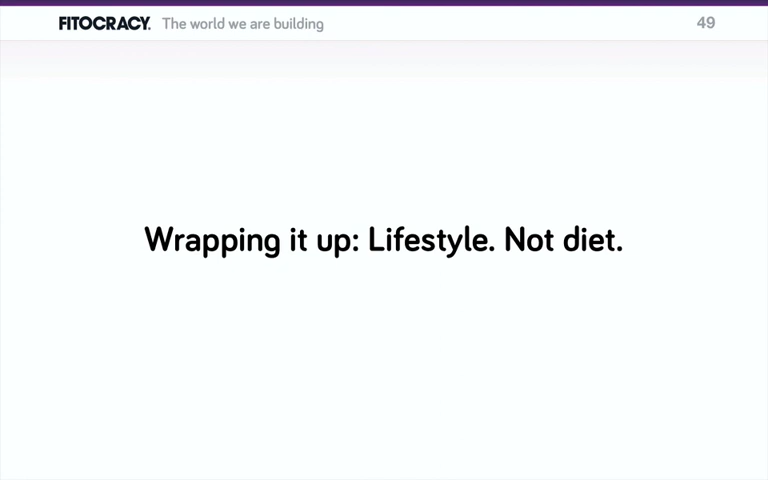 FITOCRACY. The world we are building 49
Wrapping it up: Lifestyle. Not diet.